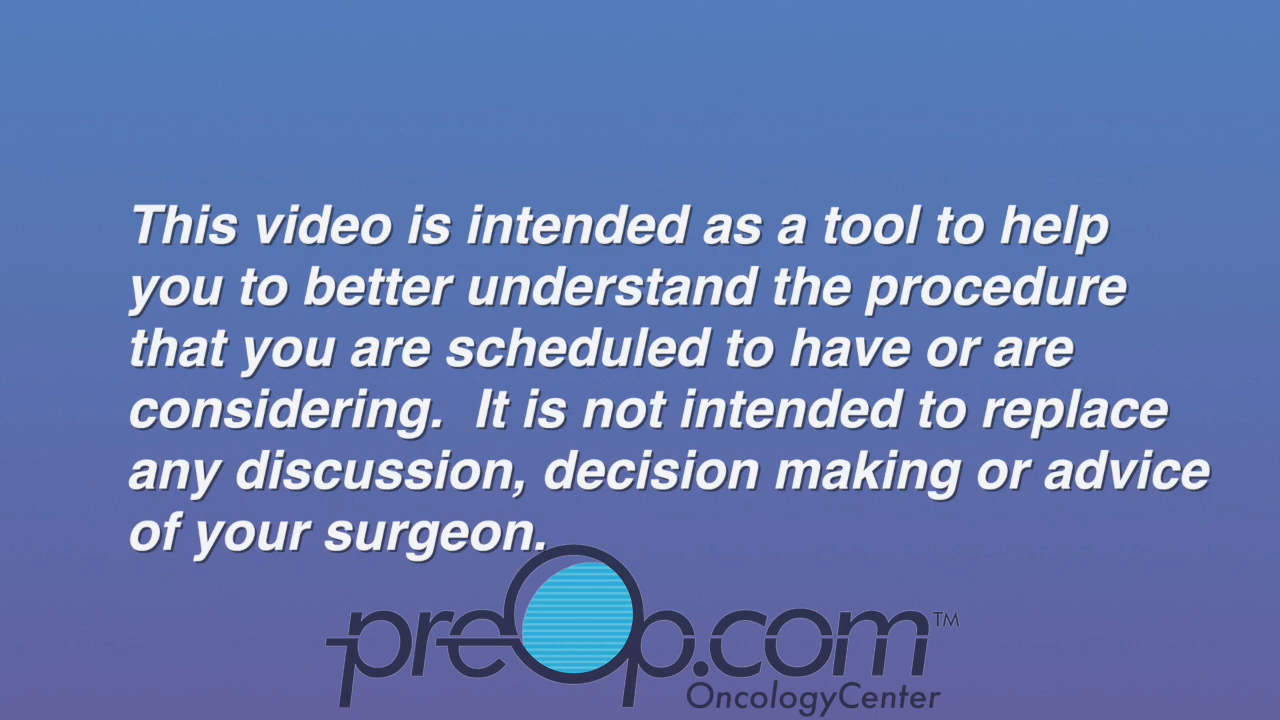 This video is intended as a tool to help
you to better understand the procedure
that you are scheduled to have or are
considering.  It is not intended to replace
any discussion, decision making or advice
of your surgeon.
preOp.com™
OncologyCenter